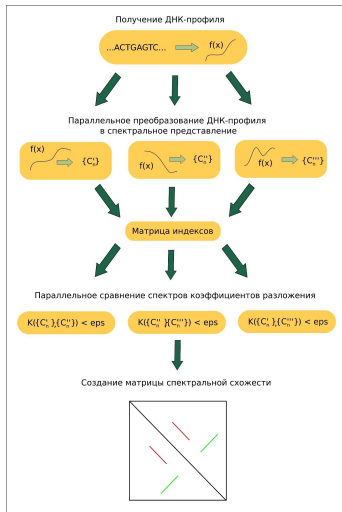 Получение ДНК-профиля
...ACTGAGTC... f(x)
Параллельное преобразование ДНК-профиля
в спектральное представление
f(x) {C'ₙ} f(x) {C''ₙ} f(x) {C'''ₙ}
Матрица индексов
Параллельное сравнение спектров коэффициентов разложения
K({C'ₙ},{C''ₙ}) < eps K({C''ₙ},{C'''ₙ}) < eps K({C'ₙ},{C'''ₙ}) < eps
Создание матрицы спектральной схожести